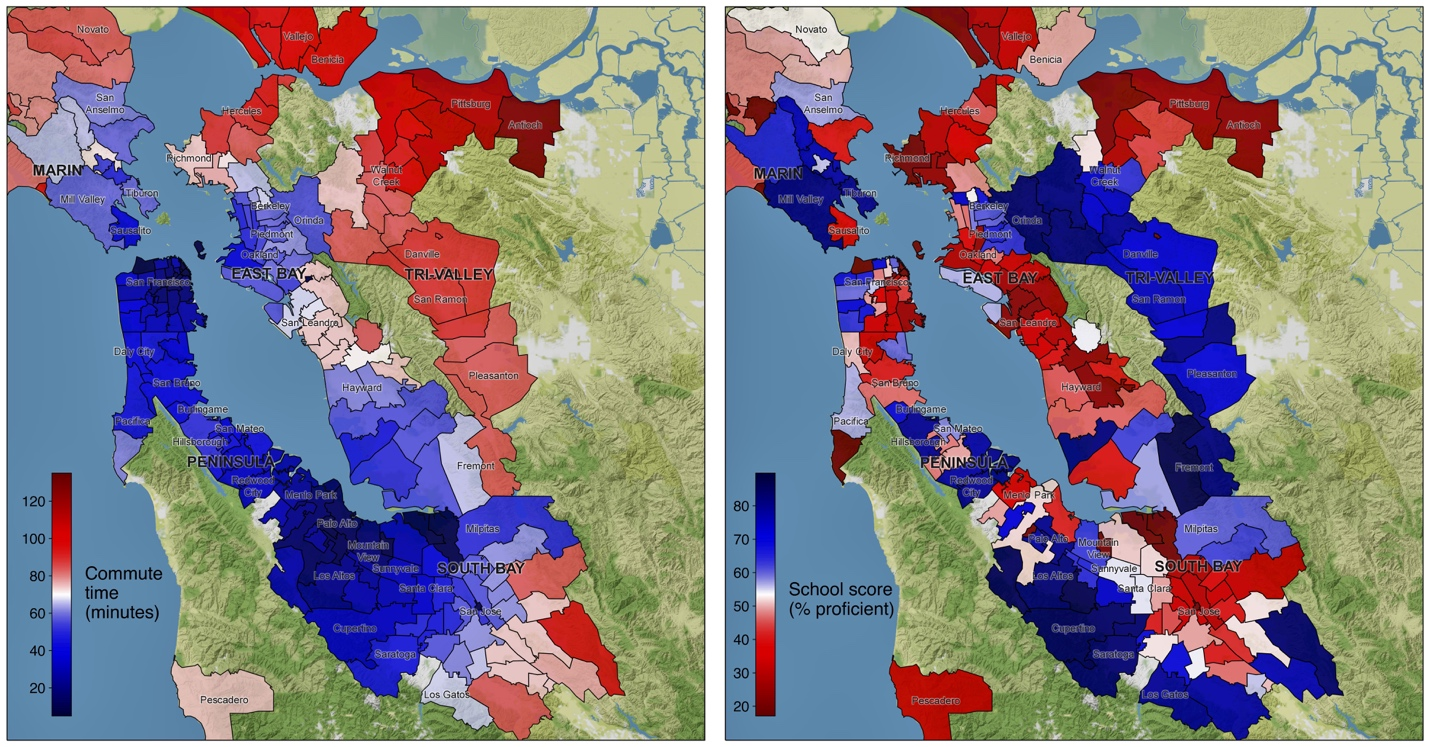 Novato
Vallejo
Benicia
San
Anselmo
Hercules
Pittsburg
Antioch
Richmond
MARIN
Walnut
Creek
Mill Valley
Tiburon
Berkeley
Orinda
Sausalito
Piedmont
Oakland
Danville
EAST BAY
TRI-VALLEY
San Francisco
San Ramon
San Leandro
Daly City
Pleasanton
San Bruno
Hayward
Burlingame
Pacifica
San Mateo
Hillsborough
PENINSULA
Fremont
Redwood
City
Menlo Park
Palo Alto
Milpitas
Mountain
View
Sunnyvale
SOUTH BAY
Los Altos
Santa Clara
San Jose
Cupertino
Saratoga
Los Gatos
Pescadero
120
100
80
60
40
20
Commute
time
(minutes)
Novato
Vallejo
Benicia
San
Anselmo
Hercules
Pittsburg
Antioch
Richmond
MARIN
Walnut
Creek
Mill Valley
Tiburon
Berkeley
Orinda
Sausalito
Piedmont
Oakland
Danville
EAST BAY
TRI-VALLEY
San Francisco
San Ramon
San Leandro
Daly City
Pleasanton
San Bruno
Hayward
Burlingame
Pacifica
San Mateo
Hillsborough
PENINSULA
Fremont
Redwood
City
Menlo Park
Palo Alto
Milpitas
Mountain
View
Sunnyvale
SOUTH BAY
Los Altos
Santa Clara
San Jose
Cupertino
Saratoga
Los Gatos
Pescadero
80
70
60
50
40
30
20
School score
(% proficient)